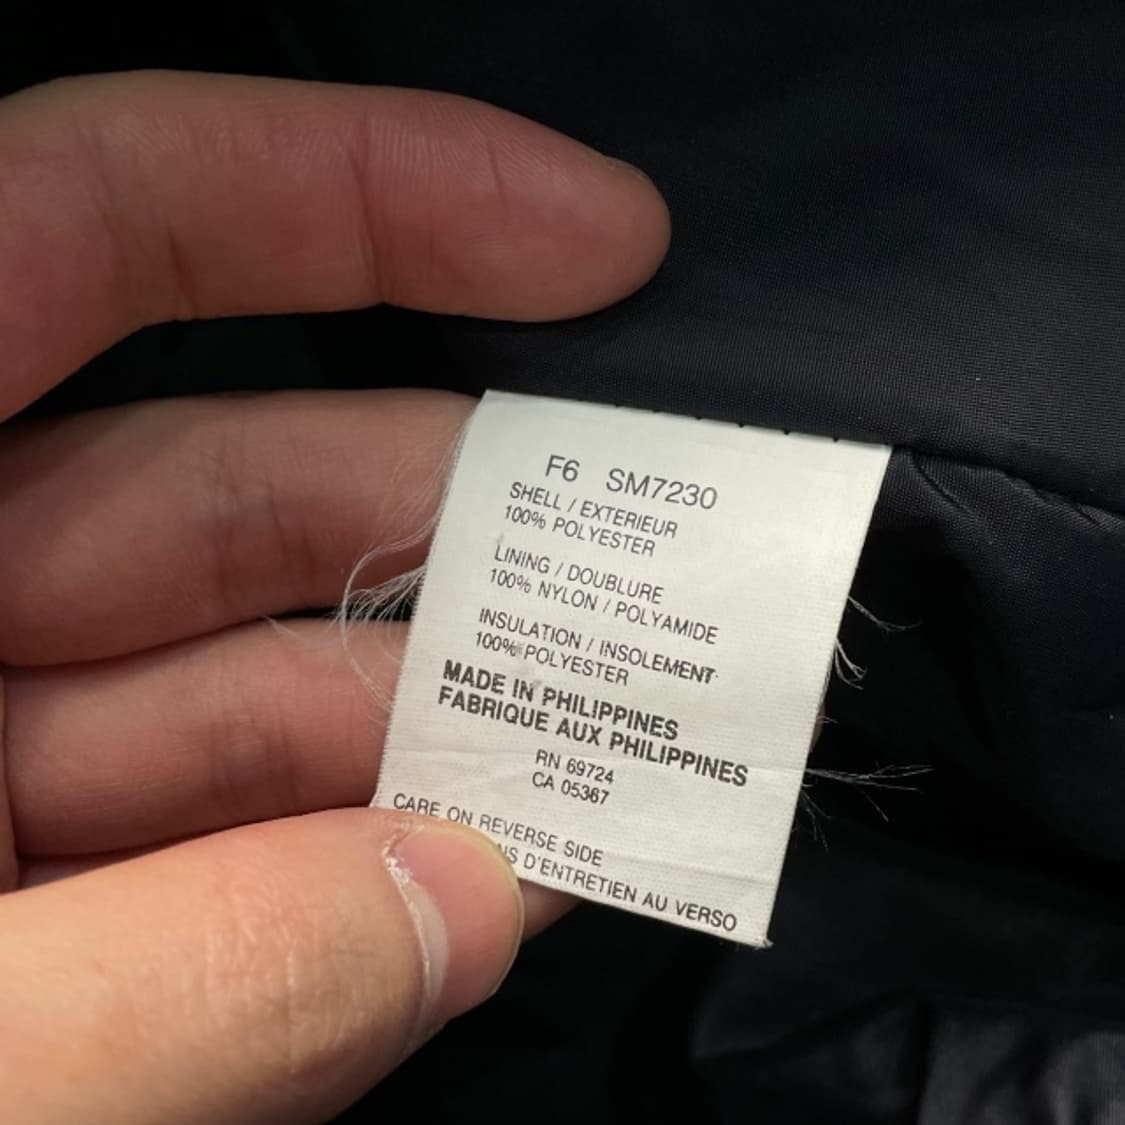 F6 SM7230
SHELL / EXTERIEUR
100% POLYESTER
LINING / DOUBLURE
100% NYLON / POLYAMIDE
INSULATION / INSOLEMENT
100% POLYESTER
MADE IN PHILIPPINES
FABRIQUE AUX PHILIPPINES
RN 69724
CA 05367
CARE ON REVERSE SIDE
D'ENTRETIEN AU VERSO